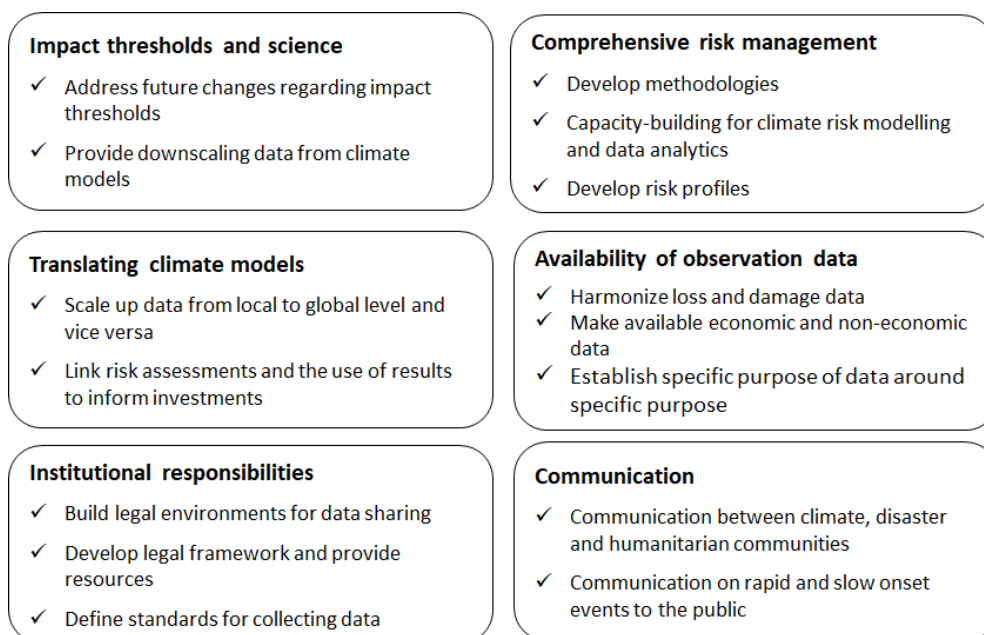 Impact thresholds and science
✓ Address future changes regarding impact
thresholds
✓ Provide downscaling data from climate
models
Comprehensive risk management
✓ Develop methodologies
✓ Capacity-building for climate risk modelling
and data analytics
✓ Develop risk profiles
Translating climate models
✓ Scale up data from local to global level and
vice versa
✓ Link risk assessments and the use of results
to inform investments
Availability of observation data
✓ Harmonize loss and damage data
✓ Make available economic and non-economic
data
✓ Establish specific purpose of data around
specific purpose
Institutional responsibilities
✓ Build legal environments for data sharing
✓ Develop legal framework and provide
resources
✓ Define standards for collecting data
Communication
✓ Communication between climate, disaster
and humanitarian communities
✓ Communication on rapid and slow onset
events to the public